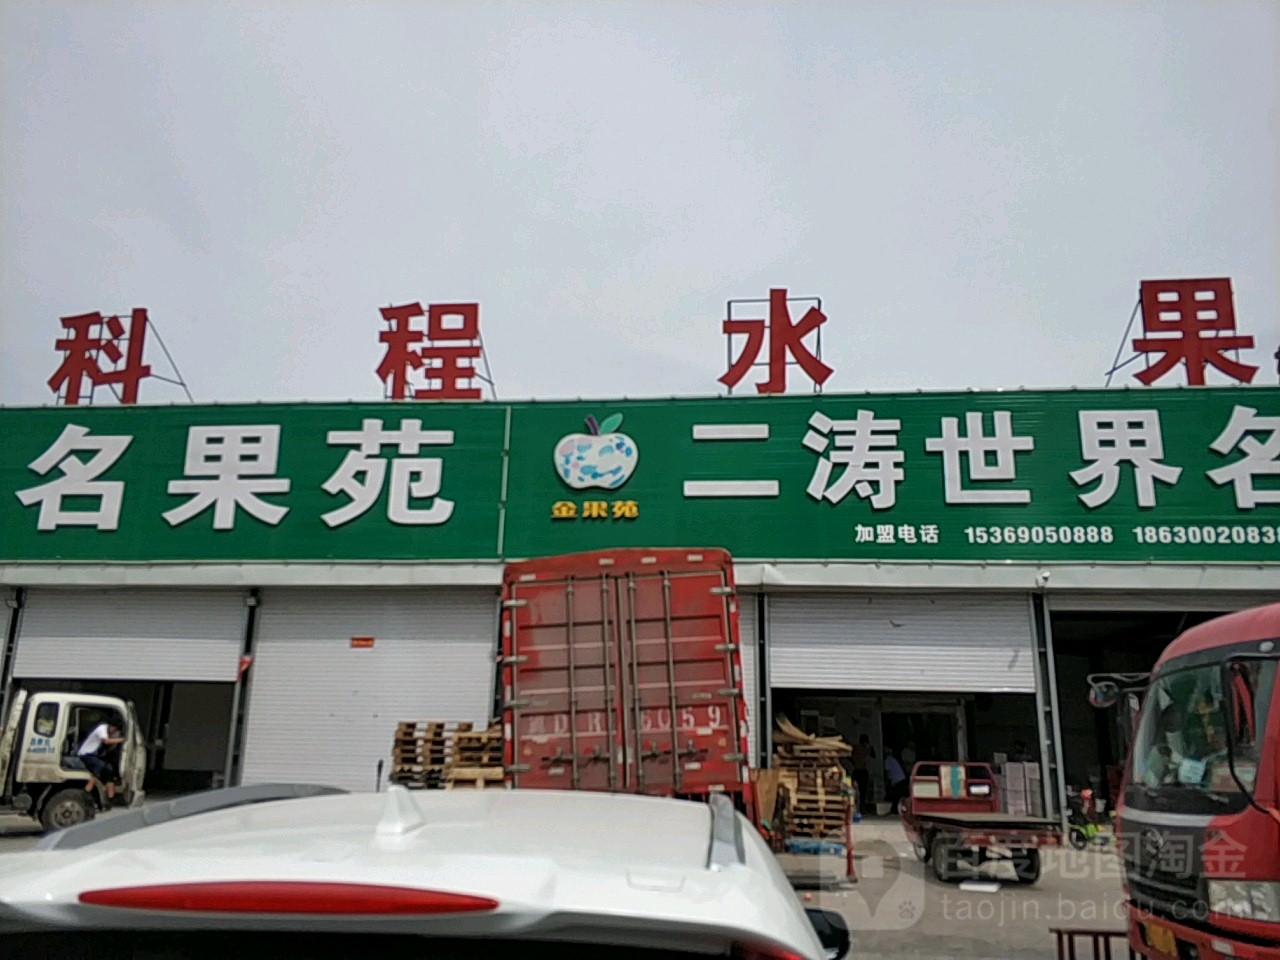 科程水果
名果苑
金果苑
二涛世界名
加盟电话 15369050888 1863002083
百度地图淘金
taojin.baidu.com